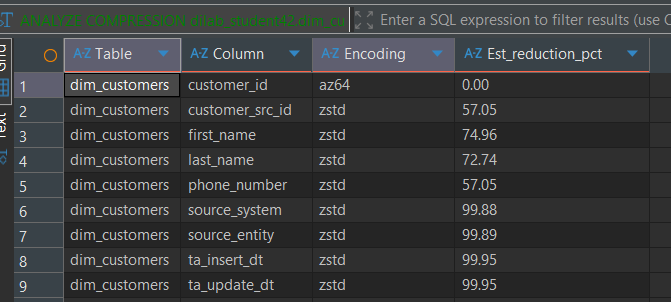 ANALYZE COMPRESSION dilab_student42.dim_cu Enter a SQL expression to filter results (use C
Grid
Text
Table Column Encoding Est_reduction_pct
1 dim_customers customer_id az64 0.00
2 dim_customers customer_src_id zstd 57.05
3 dim_customers first_name zstd 74.96
4 dim_customers last_name zstd 72.74
5 dim_customers phone_number zstd 57.05
6 dim_customers source_system zstd 99.88
7 dim_customers source_entity zstd 99.89
8 dim_customers ta_insert_dt zstd 99.95
9 dim_customers ta_update_dt zstd 99.95